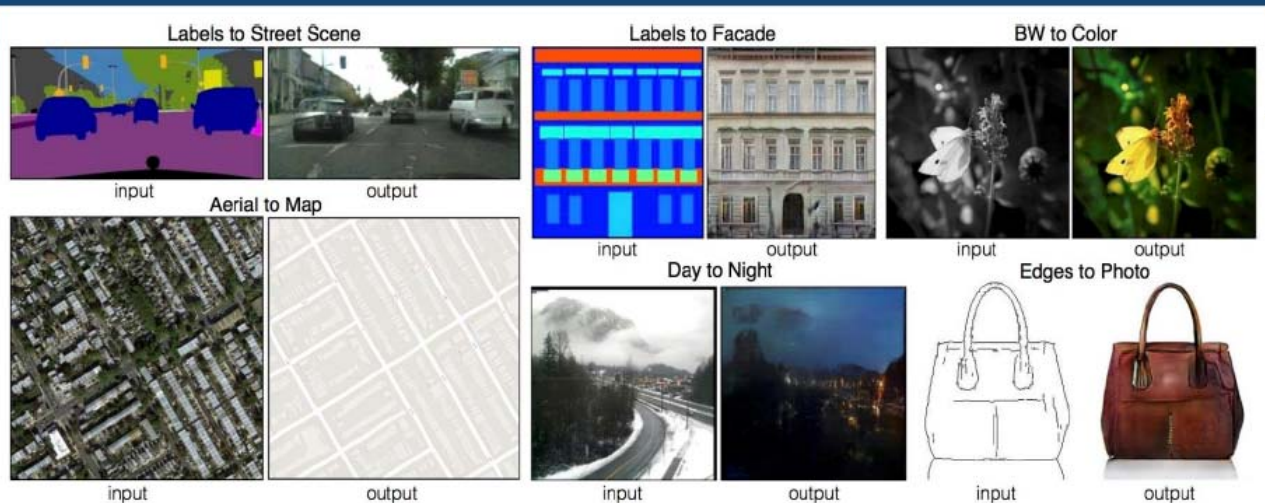 Labels to Street Scene
input
output
Aerial to Map
input
output
Labels to Facade
input
output
BW to Color
input
output
Day to Night
input
output
Edges to Photo
input
output